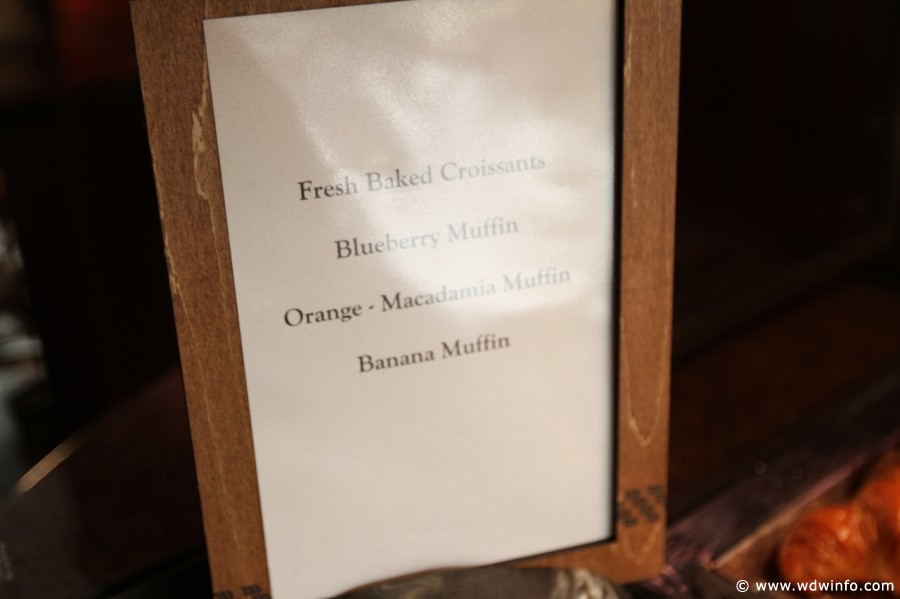 Fresh Baked Croissants
Blueberry Muffin
Orange - Macadamia Muffin
Banana Muffin
© www.wdwinfo.com